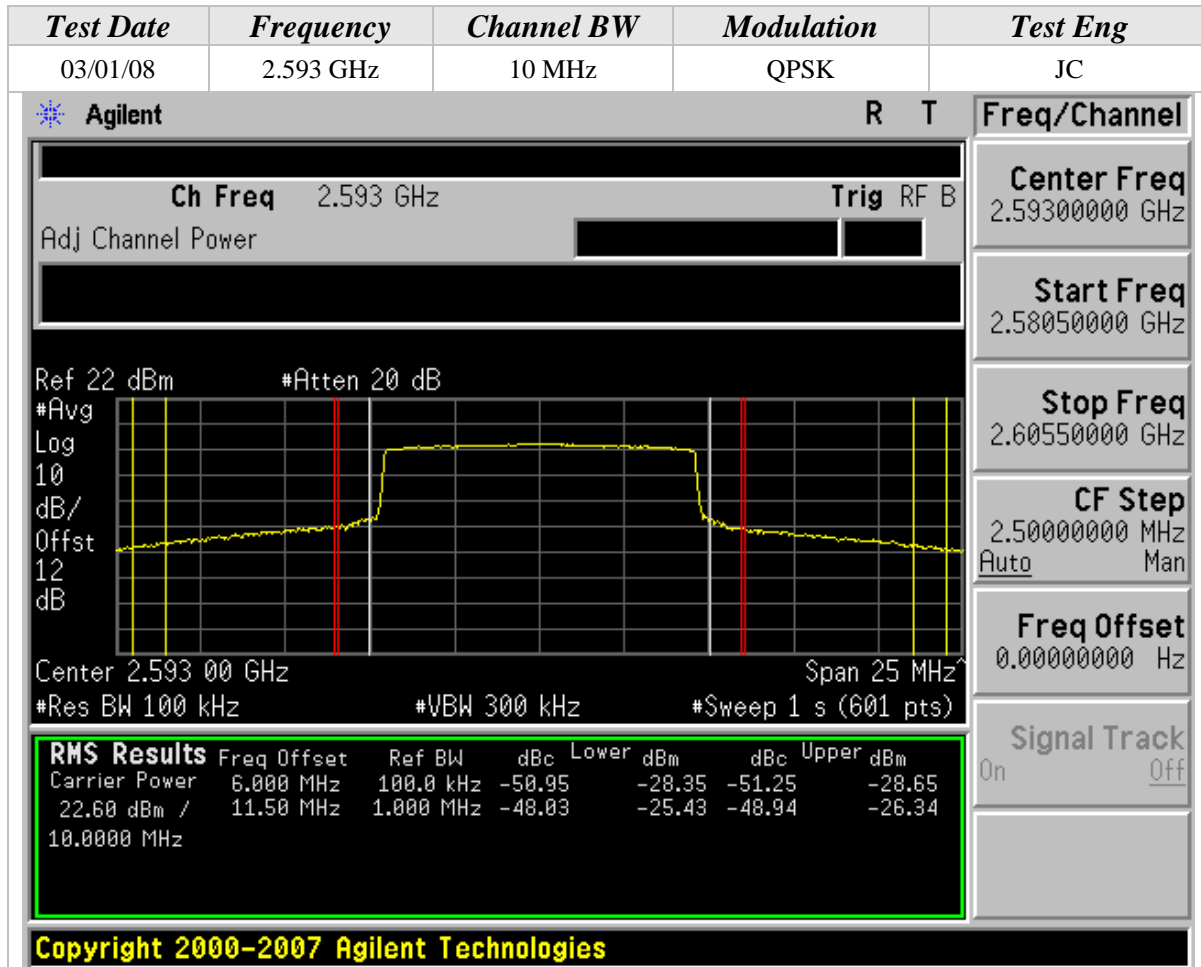 Test Date Frequency Channel BW Modulation Test Eng
03/01/08 2.593 GHz 10 MHz QPSK JC
Agilent R T Freq/Channel
Ch Freq 2.593 GHz Trig RF B
Adj Channel Power
Center Freq
2.59300000 GHz
Start Freq
2.58050000 GHz
Stop Freq
2.60550000 GHz
CF Step
2.50000000 MHz
Auto Man
Freq Offset
0.00000000 Hz
Signal Track
On Off
Ref 22 dBm #Atten 20 dB
#Avg
Log
10
dB/
Offst
12
dB
Center 2.593 00 GHz Span 25 MHz^
#Res BW 100 kHz #VBW 300 kHz #Sweep 1 s (601 pts)
RMS Results Freq Offset Ref BW dBc Lower dBm dBc Upper dBm
Carrier Power 6.000 MHz 100.0 kHz -50.95 -28.35 -51.25 -28.65
22.60 dBm / 11.50 MHz 1.000 MHz -48.03 -25.43 -48.94 -26.34
10.0000 MHz
Copyright 2000-2007 Agilent Technologies